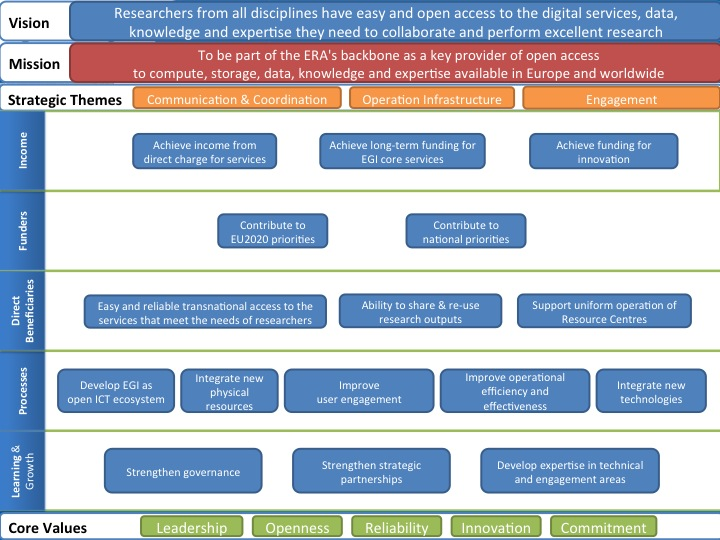 Vision
Researchers from all disciplines have easy and open access to the digital services, data,
knowledge and expertise they need to collaborate and perform excellent research
Mission
To be part of the ERA's backbone as a key provider of open access
to compute, storage, data, knowledge and expertise available in Europe and worldwide
Strategic Themes
Communication & Coordination
Operation Infrastructure
Engagement
Income
Achieve income from
direct charge for services
Achieve long-term funding for
EGI core services
Achieve funding for
innovation
Funders
Contribute to
EU2020 priorities
Contribute to
national priorities
Direct
Beneficiaries
Easy and reliable transnational access to the
services that meet the needs of researchers
Ability to share & re-use
research outputs
Support uniform operation of
Resource Centres
Processes
Develop EGI as
open ICT ecosystem
Integrate new
physical
resources
Improve
user engagement
Improve operational
efficiency and
effectiveness
Integrate new
technologies
Learning &
Growth
Strengthen governance
Strengthen strategic
partnerships
Develop expertise in technical
and engagement areas
Core Values
Leadership
Openness
Reliability
Innovation
Commitment